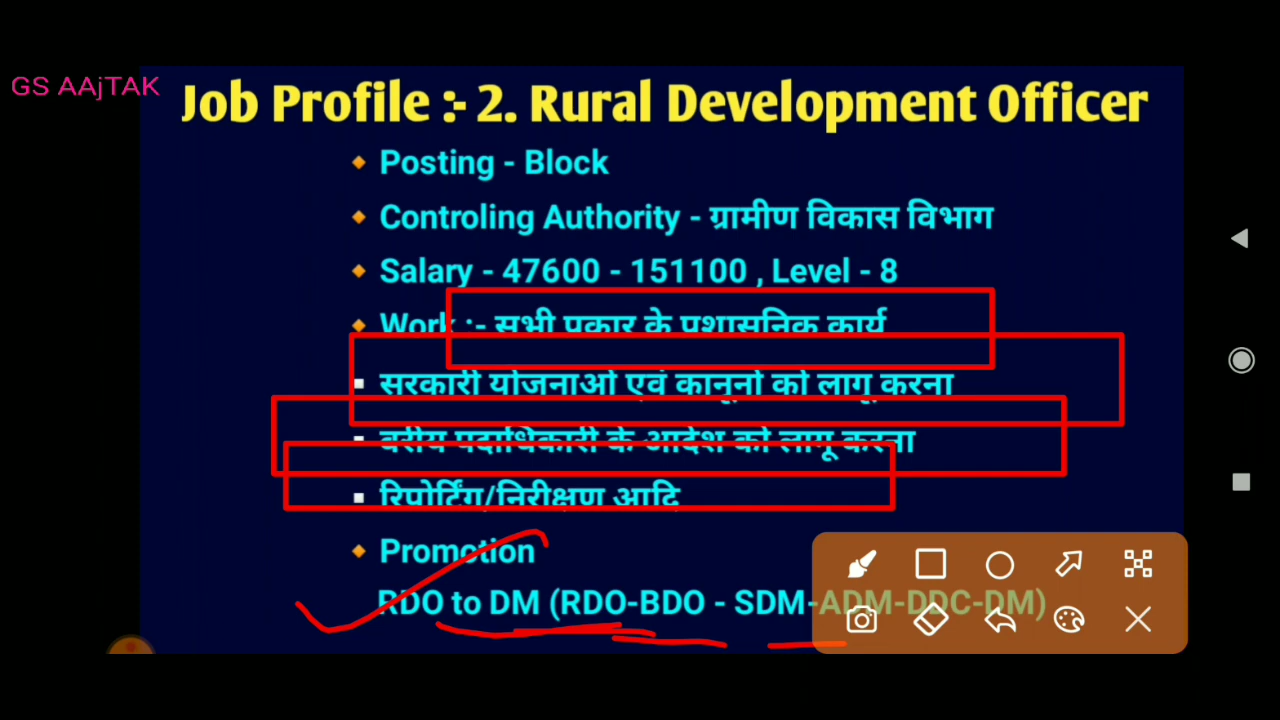 GS AAjTAK
Job Profile :- 2. Rural Development Officer
Posting - Block
Controling Authority - ग्रामीण विकास विभाग
Salary - 47600 - 151100 , Level - 8
Work :- सभी प्रकार के प्रशासनिक कार्य
सरकारी योजनाओं एवं कानूनों को लागू करना
वरीय पदाधिकारी के आदेश को लागू करना
रिपोर्टिंग/निरीक्षण आदि
Promotion
RDO to DM (RDO-BDO - SDM-ADM-DDC-DM)